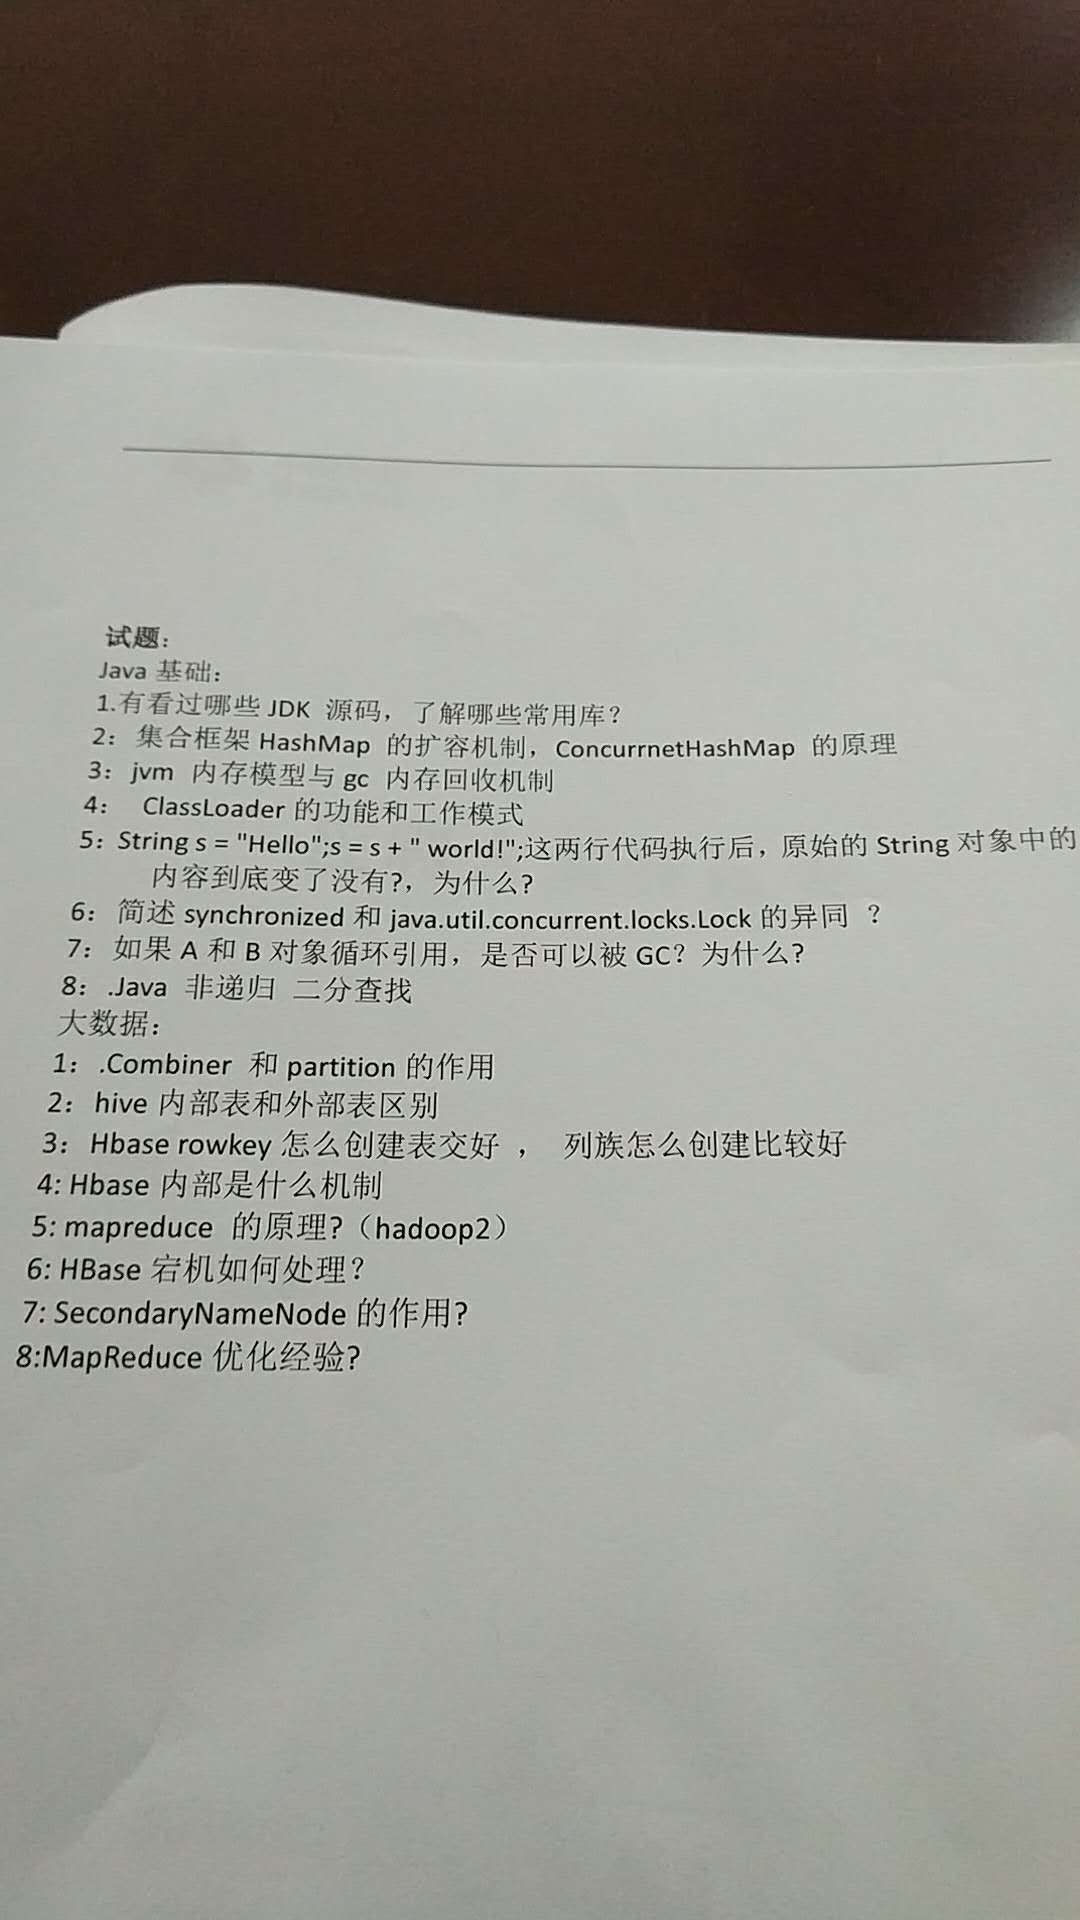 试题：
Java 基础：
1.有看过哪些 JDK 源码，了解哪些常用库？
2：集合框架 HashMap 的扩容机制，ConcurrnetHashMap 的原理
3：jvm 内存模型与 gc 内存回收机制
4： ClassLoader 的功能和工作模式
5：String s = "Hello";s = s + " world!";这两行代码执行后，原始的 String 对象中的
内容到底变了没有?，为什么?
6：简述 synchronized 和 java.util.concurrent.locks.Lock 的异同 ？
7：如果 A 和 B 对象循环引用，是否可以被 GC？为什么?
8：.Java 非递归 二分查找
大数据：
1：.Combiner 和 partition 的作用
2：hive 内部表和外部表区别
3：Hbase rowkey 怎么创建表交好 ， 列族怎么创建比较好
4: Hbase 内部是什么机制
5: mapreduce 的原理?（hadoop2）
6: HBase 宕机如何处理？
7: SecondaryNameNode 的作用?
8:MapReduce 优化经验?